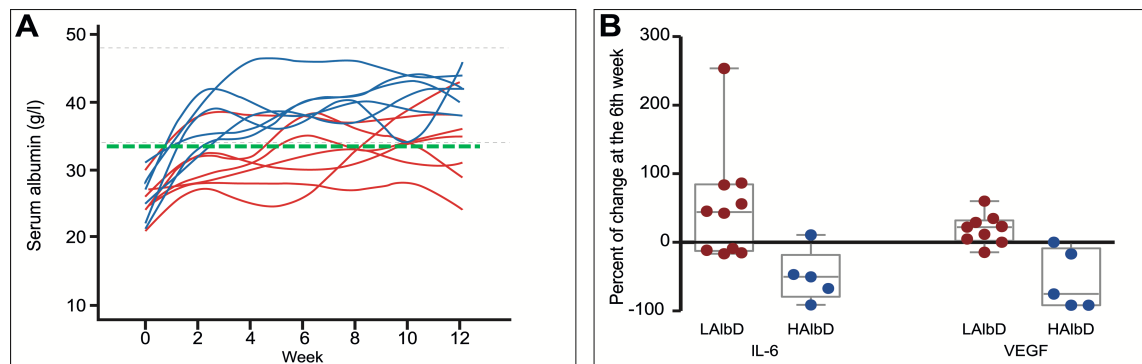 A
Serum albumin (g/l)
50
40
30
20
10
0 2 4 6 8 10 12
Week
B
Percent of change at the 6th week
300
200
100
0
-100
LAlbD HAlbD LAlbD HAlbD
IL-6 VEGF